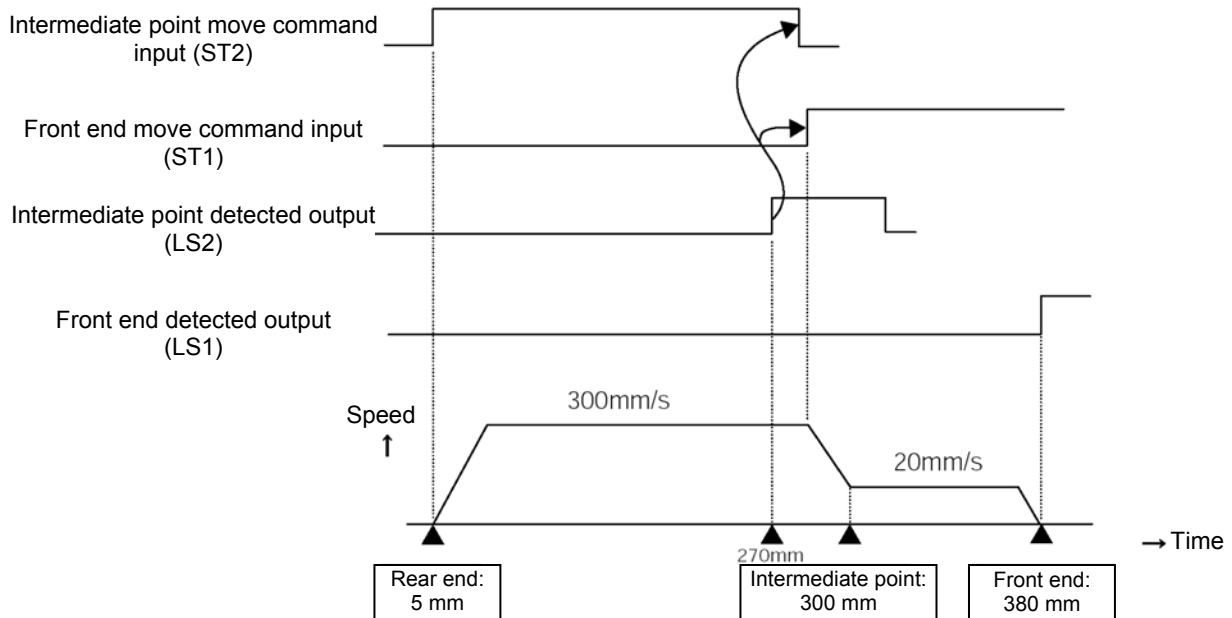 Intermediate point move command
input (ST2)
Front end move command input
(ST1)
Intermediate point detected output
(LS2)
Front end detected output
(LS1)
Speed
↑
300mm/s
20mm/s
→ Time
270mm
Rear end:
5 mm
Intermediate point:
300 mm
Front end:
380 mm